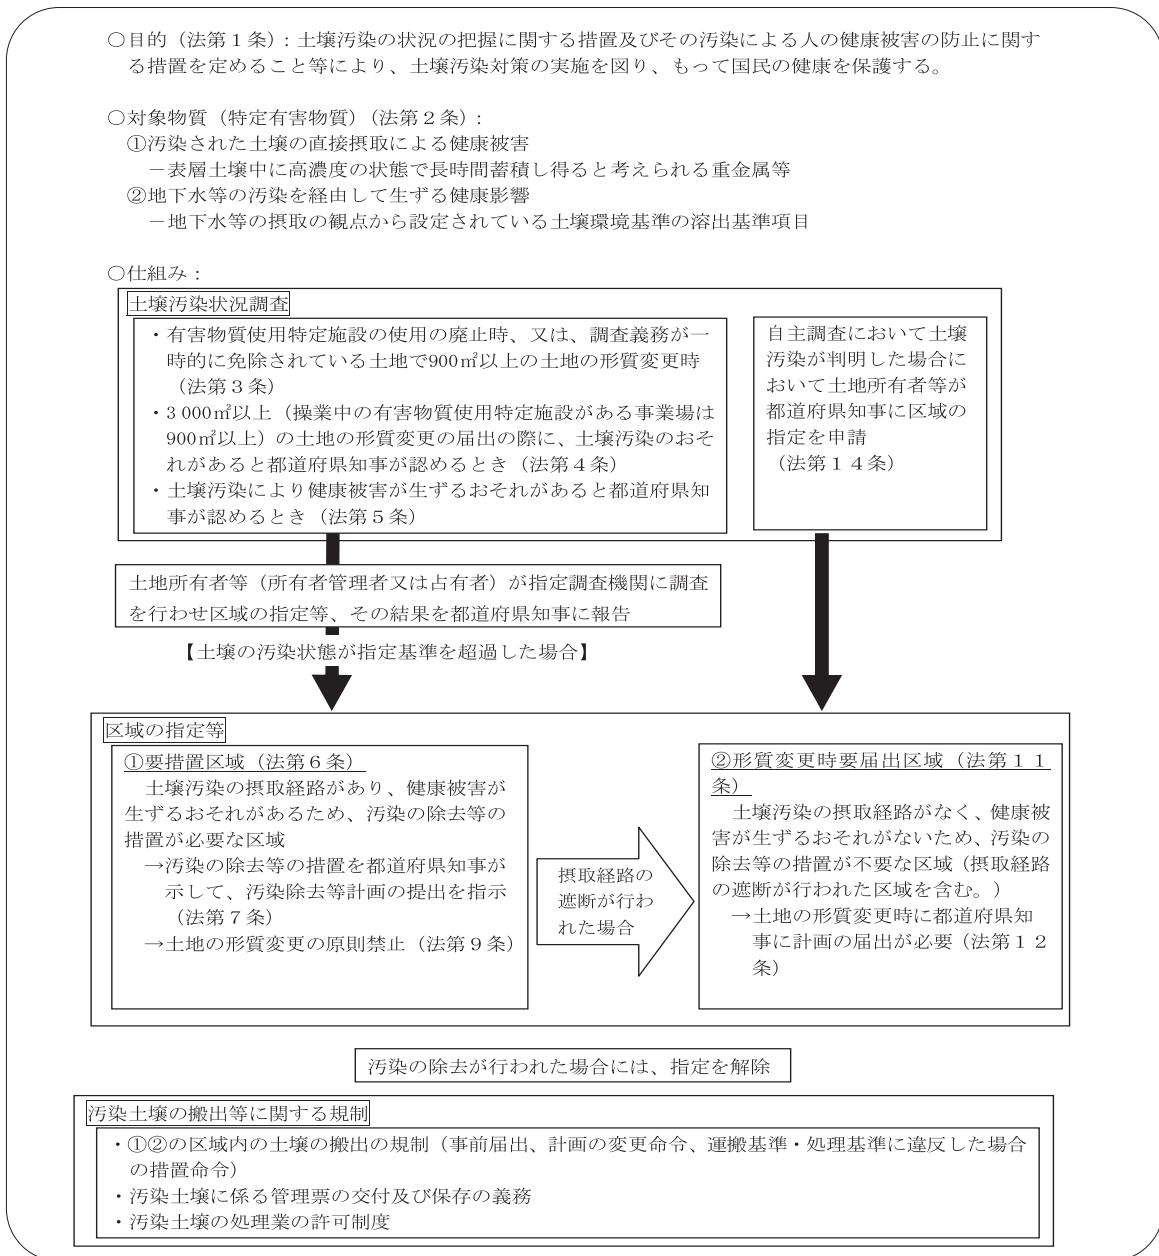 ○目的（法第１条）：土壌汚染の状況の把握に関する措置及びその汚染による人の健康被害の防止に関す
る措置を定めること等により、土壌汚染対策の実施を図り、もって国民の健康を保護する。
○対象物質（特定有害物質）（法第２条）：
①汚染された土壌の直接摂取による健康被害
－表層土壌中に高濃度の状態で長時間蓄積し得ると考えられる重金属等
②地下水等の汚染を経由して生ずる健康影響
－地下水等の摂取の観点から設定されている土壌環境基準の溶出基準項目
○仕組み：
土壌汚染状況調査
・有害物質使用特定施設の使用の廃止時、又は、調査義務が一
時的に免除されている土地で900㎡以上の土地の形質変更時
（法第３条）
・3 000㎡以上（操業中の有害物質使用特定施設がある事業場は
900㎡以上）の土地の形質変更の届出の際に、土壌汚染のおそ
れがあると都道府県知事が認めるとき（法第４条）
・土壌汚染により健康被害が生ずるおそれがあると都道府県知
事が認めるとき（法第５条）
自主調査において土壌
汚染が判明した場合に
おいて土地所有者等が
都道府県知事に区域の
指定を申請
（法第１４条）
土地所有者等（所有者管理者又は占有者）が指定調査機関に調査
を行わせ区域の指定等、その結果を都道府県知事に報告
【土壌の汚染状態が指定基準を超過した場合】
区域の指定等
①要措置区域（法第６条）
土壌汚染の摂取経路があり、健康被害が
生ずるおそれがあるため、汚染の除去等の
措置が必要な区域
→汚染の除去等の措置を都道府県知事が
示して、汚染除去等計画の提出を指示
（法第７条）
→土地の形質変更の原則禁止（法第９条）
摂取経路の
遮断が行わ
れた場合
②形質変更時要届出区域（法第１１
条）
土壌汚染の摂取経路がなく、健康被
害が生ずるおそれがないため、汚染の
除去等の措置が不要な区域（摂取経路
の遮断が行われた区域を含む。）
→土地の形質変更時に都道府県知
事に計画の届出が必要（法第１２
条）
汚染の除去が行われた場合には、指定を解除
汚染土壌の搬出等に関する規制
・①②の区域内の土壌の搬出の規制（事前届出、計画の変更命令、運搬基準・処理基準に違反した場合
の措置命令）
・汚染土壌に係る管理票の交付及び保存の義務
・汚染土壌の処理業の許可制度